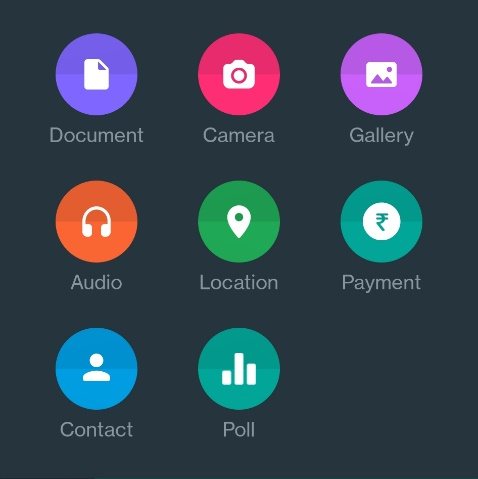 Document Camera Gallery
Audio Location Payment
Contact Poll